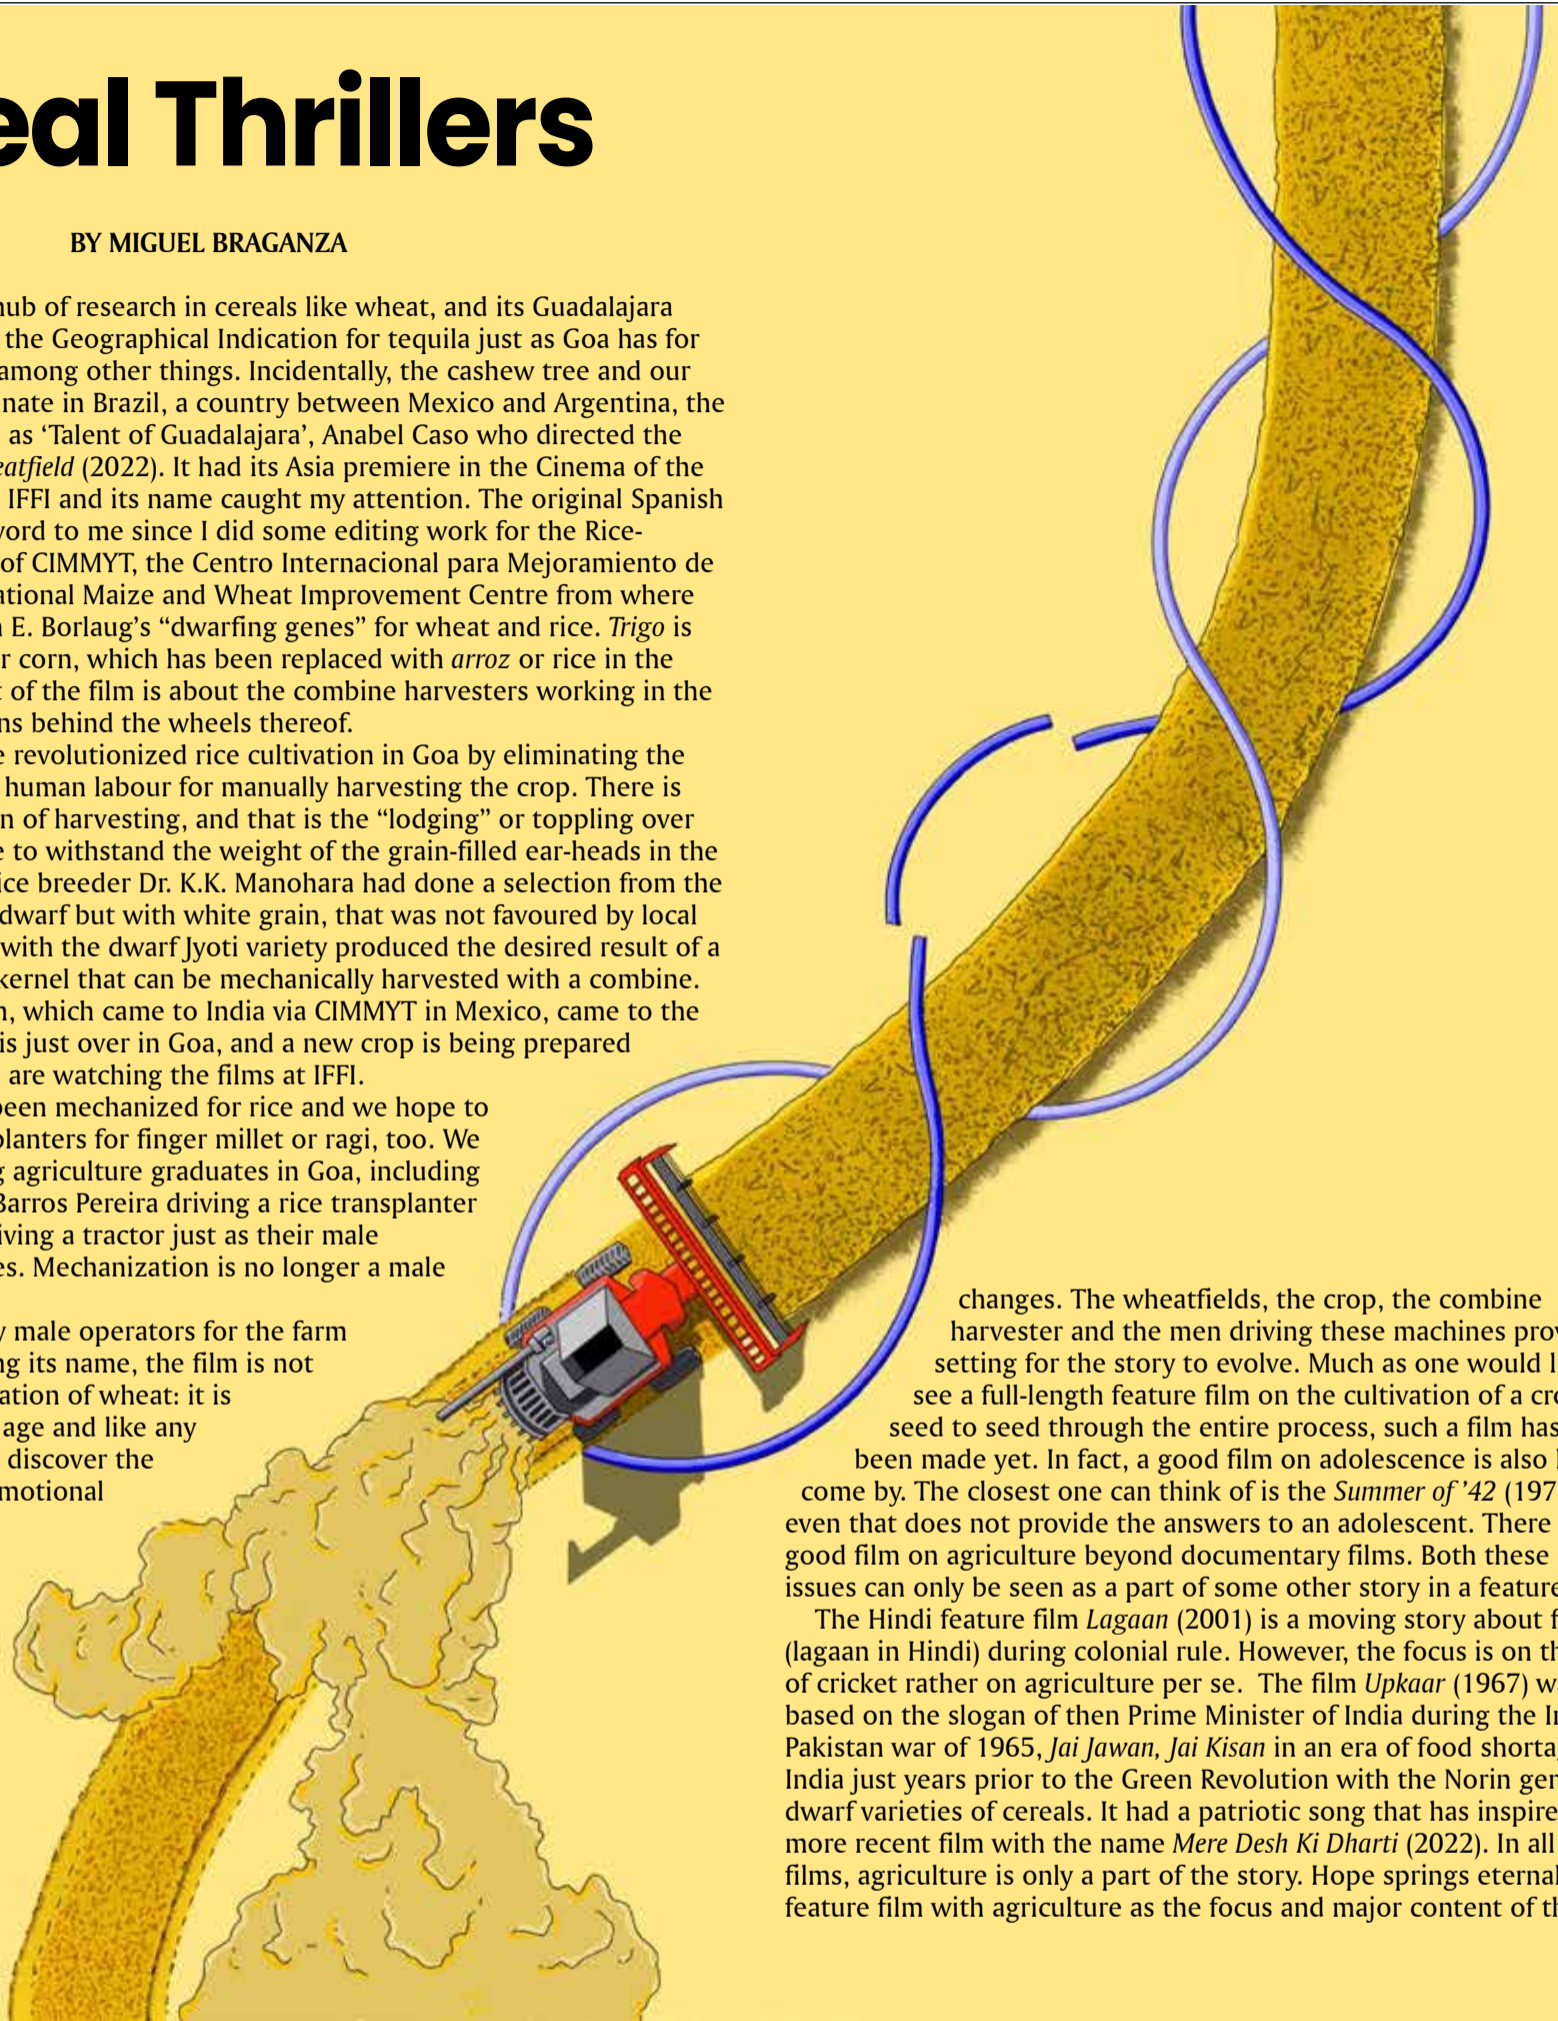 eal Thrillers
BY MIGUEL BRAGANZA
hub of research in cereals like wheat, and its Guadalajara
the Geographical Indication for tequila just as Goa has for
among other things. Incidentally, the cashew tree and our
nate in Brazil, a country between Mexico and Argentina, the
as ‘Talent of Guadalajara’, Anabel Caso who directed the
eatfield (2022). It had its Asia premiere in the Cinema of the
IFFI and its name caught my attention. The original Spanish
word to me since I did some editing work for the Rice-
of CIMMYT, the Centro Internacional para Mejoramiento de
ational Maize and Wheat Improvement Centre from where
E. Borlaug’s “dwarfing genes” for wheat and rice. Trigo is
r corn, which has been replaced with arroz or rice in the
t of the film is about the combine harvesters working in the
ns behind the wheels thereof.
e revolutionized rice cultivation in Goa by eliminating the
human labour for manually harvesting the crop. There is
n of harvesting, and that is the “lodging” or toppling over
e to withstand the weight of the grain-filled ear-heads in the
ice breeder Dr. K.K. Manohara had done a selection from the
dwarf but with white grain, that was not favoured by local
with the dwarf Jyoti variety produced the desired result of a
kernel that can be mechanically harvested with a combine.
n, which came to India via CIMMYT in Mexico, came to the
is just over in Goa, and a new crop is being prepared
are watching the films at IFFI.
been mechanized for rice and we hope to
planters for finger millet or ragi, too. We
g agriculture graduates in Goa, including
Barros Pereira driving a rice transplanter
iving a tractor just as their male
es. Mechanization is no longer a male
y male operators for the farm
ng its name, the film is not
ation of wheat: it is
age and like any
discover the
motional
changes. The wheatfields, the crop, the combine
harvester and the men driving these machines prov
setting for the story to evolve. Much as one would l
see a full-length feature film on the cultivation of a cro
seed to seed through the entire process, such a film has
been made yet. In fact, a good film on adolescence is also
come by. The closest one can think of is the Summer of ’42 (197
even that does not provide the answers to an adolescent. There
good film on agriculture beyond documentary films. Both these
issues can only be seen as a part of some other story in a feature
The Hindi feature film Lagaan (2001) is a moving story about f
(lagaan in Hindi) during colonial rule. However, the focus is on th
of cricket rather on agriculture per se. The film Upkaar (1967) wa
based on the slogan of then Prime Minister of India during the In
Pakistan war of 1965, Jai Jawan, Jai Kisan in an era of food shorta
India just years prior to the Green Revolution with the Norin gen
dwarf varieties of cereals. It had a patriotic song that has inspire
more recent film with the name Mere Desh Ki Dharti (2022). In all
films, agriculture is only a part of the story. Hope springs eternal
feature film with agriculture as the focus and major content of th